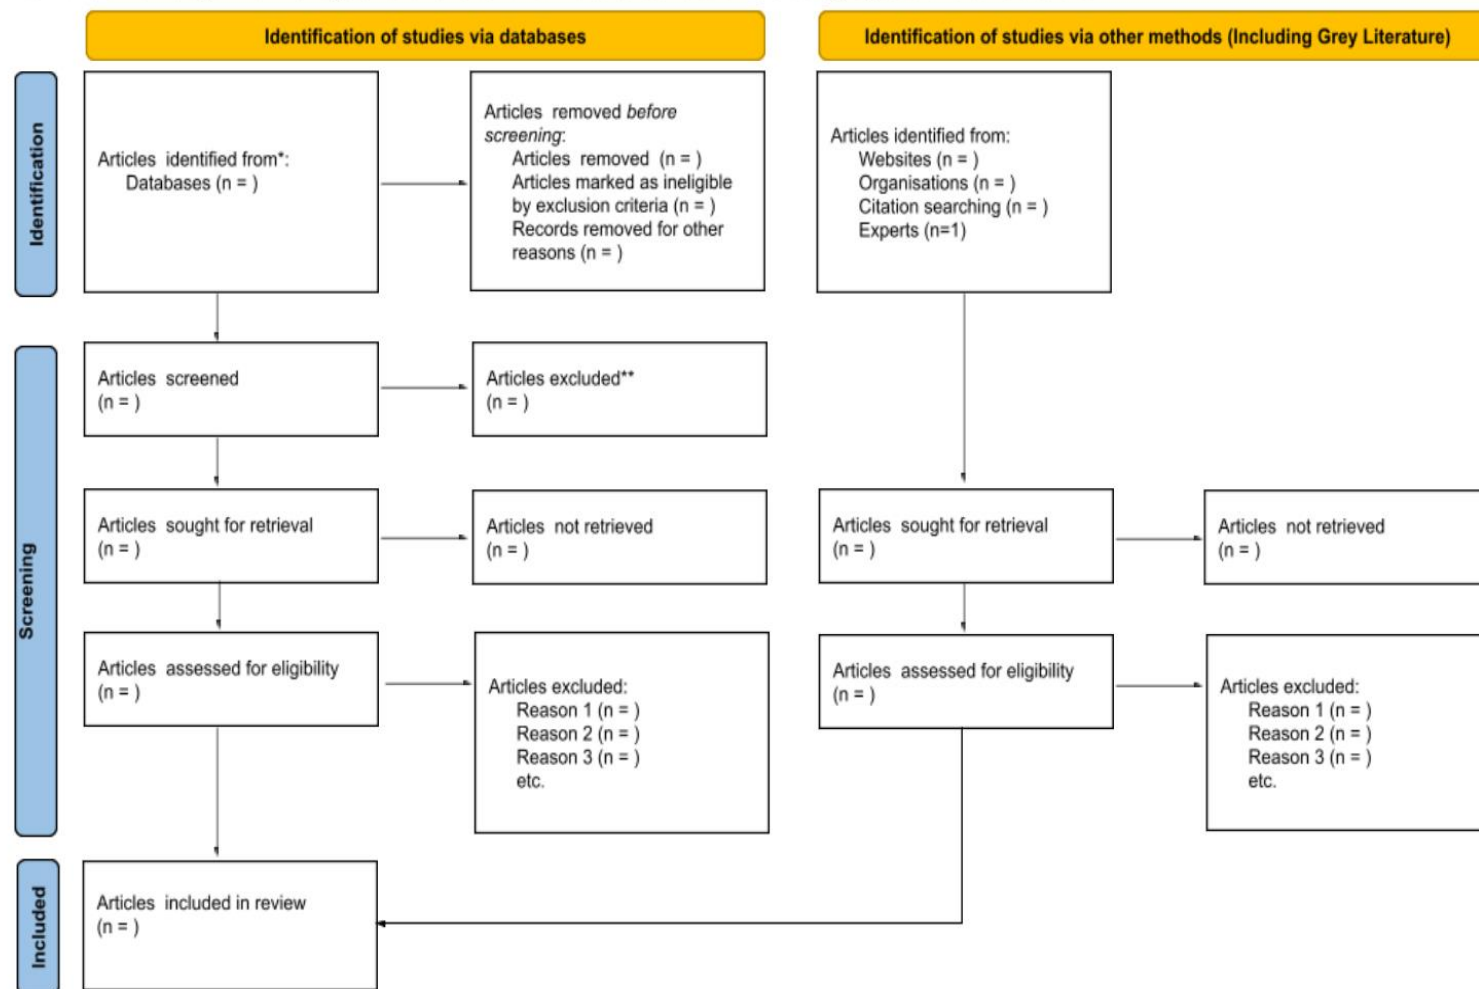 Identification of studies via databases
Identification of studies via other methods (Including Grey Literature)
Identification
Articles identified from*:
Databases (n = )
Articles removed before
screening:
Articles removed (n = )
Articles marked as ineligible
by exclusion criteria (n = )
Records removed for other
reasons (n = )
Articles identified from:
Websites (n = )
Organisations (n = )
Citation searching (n = )
Experts (n=1)
Screening
Articles screened
(n = )
Articles excluded**
(n = )
Articles sought for retrieval
(n = )
Articles not retrieved
(n = )
Articles sought for retrieval
(n = )
Articles not retrieved
(n = )
Articles assessed for eligibility
(n = )
Articles excluded:
Reason 1 (n = )
Reason 2 (n = )
Reason 3 (n = )
etc.
Articles assessed for eligibility
(n = )
Articles excluded:
Reason 1 (n = )
Reason 2 (n = )
Reason 3 (n = )
etc.
Included
Articles included in review
(n = )